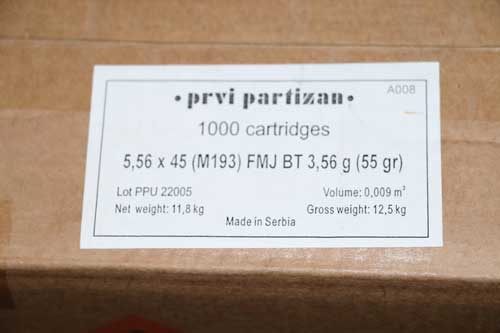 A008
• prvi partizan •
1000 cartridges
5,56 x 45 (M193) FMJ BT 3,56 g (55 gr)
Lot PPU 22005 Volume: 0,009 m³
Net weight: 11,8 kg Gross weight: 12,5 kg
Made in Serbia